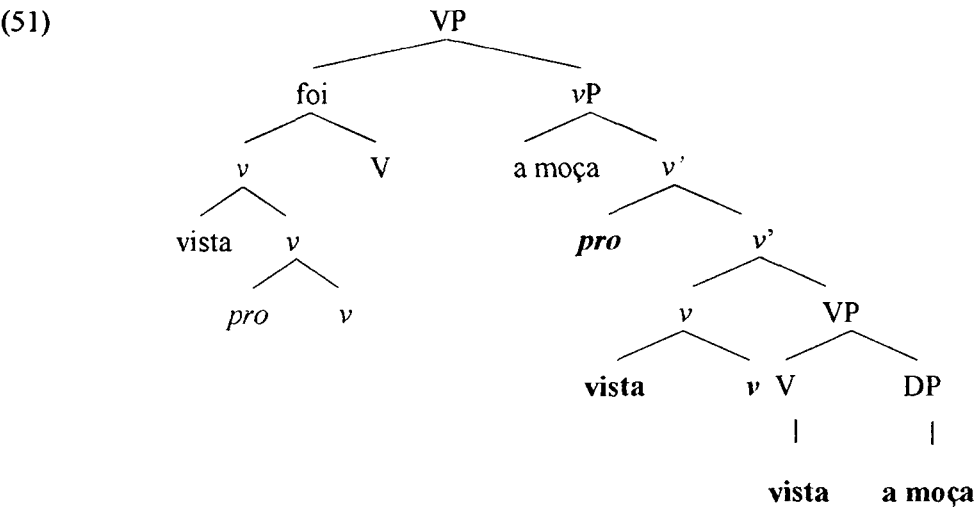 (51) VP
foi vP
v V a moça v'
vista v pro v'
pro v v VP
vista v V DP
vista a moça